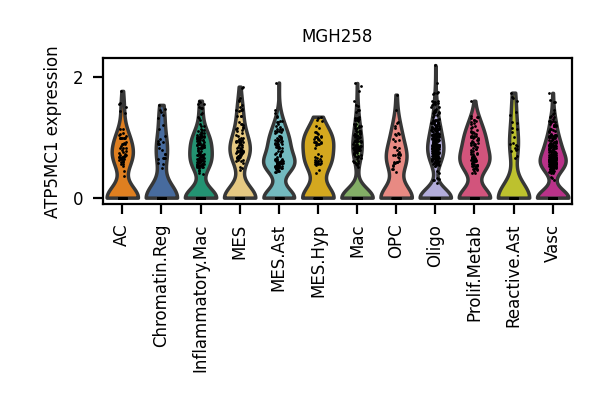 MGH258
ATP5MC1 expression
2
0
AC
Chromatin.Reg
Inflammatory.Mac
MES
MES.Ast
MES.Hyp
Mac
OPC
Oligo
Prolif.Metab
Reactive.Ast
Vasc